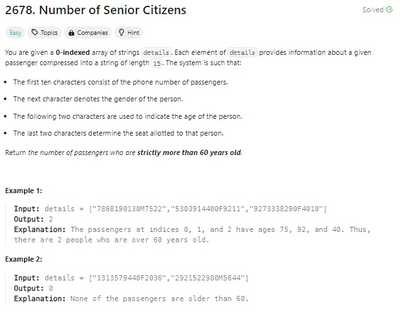 2678. Number of Senior Citizens
Solved
Easy Topics Companies Hint
You are given a 0-indexed array of strings details. Each element of details provides information about a given
passenger compressed into a string of length 15. The system is such that:
The first ten characters consist of the phone number of passengers.
The next character denotes the gender of the person.
The following two characters are used to indicate the age of the person.
The last two characters determine the seat allotted to that person.
Return the number of passengers who are strictly more than 60 years old.
Example 1:
Input: details = ["7868190130M7522","5303914400F9211","9273338290F4010"]
Output: 2
Explanation: The passengers at indices 0, 1, and 2 have ages 75, 92, and 40. Thus,
there are 2 people who are over 60 years old.
Example 2:
Input: details = ["1313579440F2036","2921522980M5644"]
Output: 0
Explanation: None of the passengers are older than 60.